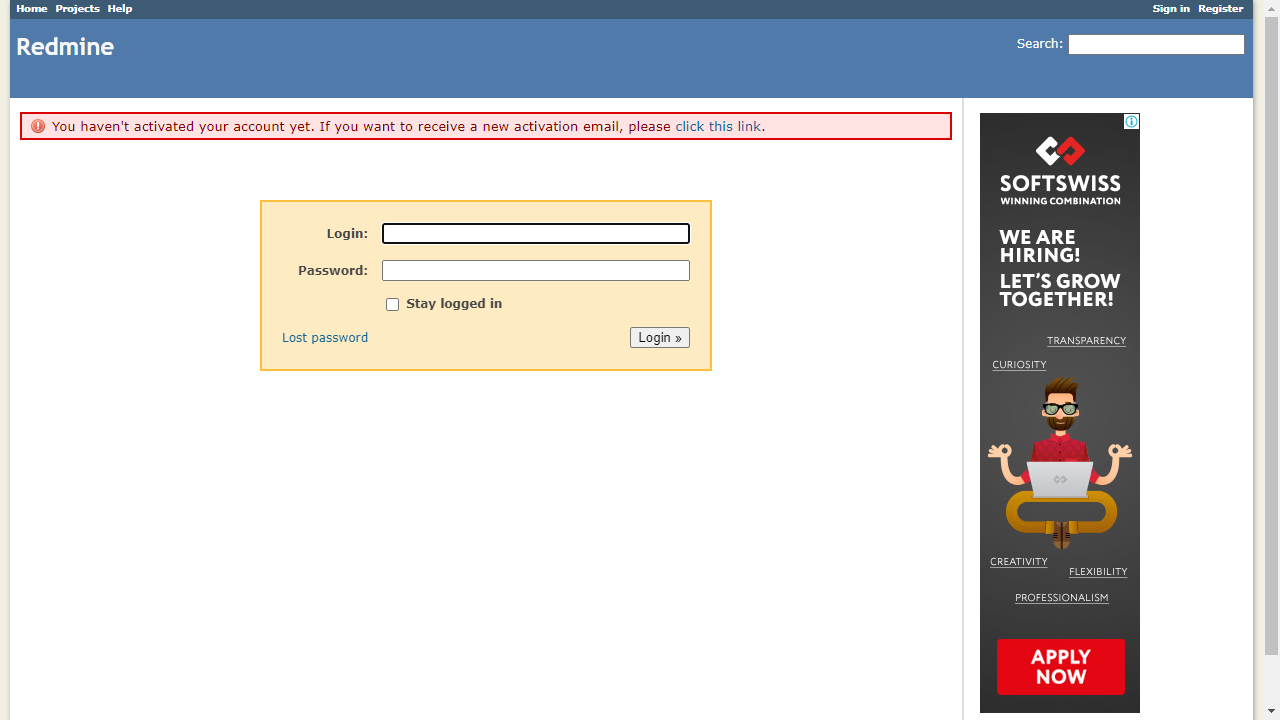 Home Projects Help Sign in Register
Redmine
Search:
You haven't activated your account yet. If you want to receive a new activation email, please click this link.
Login:
Password:
Stay logged in
Lost password
Login »
SOFTSWISS
WINNING COMBINATION
WE ARE
HIRING!
LET'S GROW
TOGETHER!
TRANSPARENCY
CURIOSITY
CREATIVITY
FLEXIBILITY
PROFESSIONALISM
APPLY
NOW